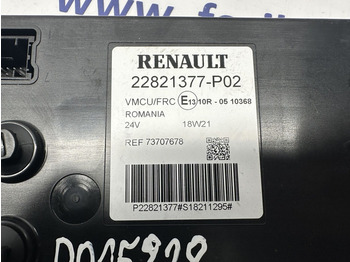 RENAULT
22821377-P02
VMCU/FRC E13 10R - 05 10368
ROMANIA
24V 18W21
REF 73707678
P22821377#S18211295#